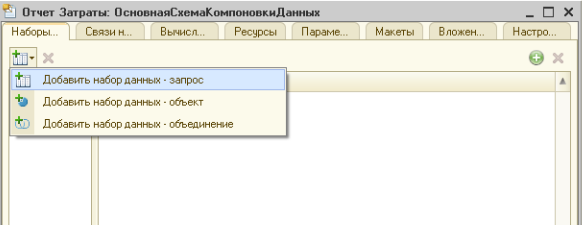 Отчет Затраты: ОсновнаяСхемаКомпоновкиДанных
Наборы... Связи н... Вычисл... Ресурсы Параме... Макеты Вложен... Настро...
Добавить набор данных - запрос
Добавить набор данных - объект
Добавить набор данных - объединение